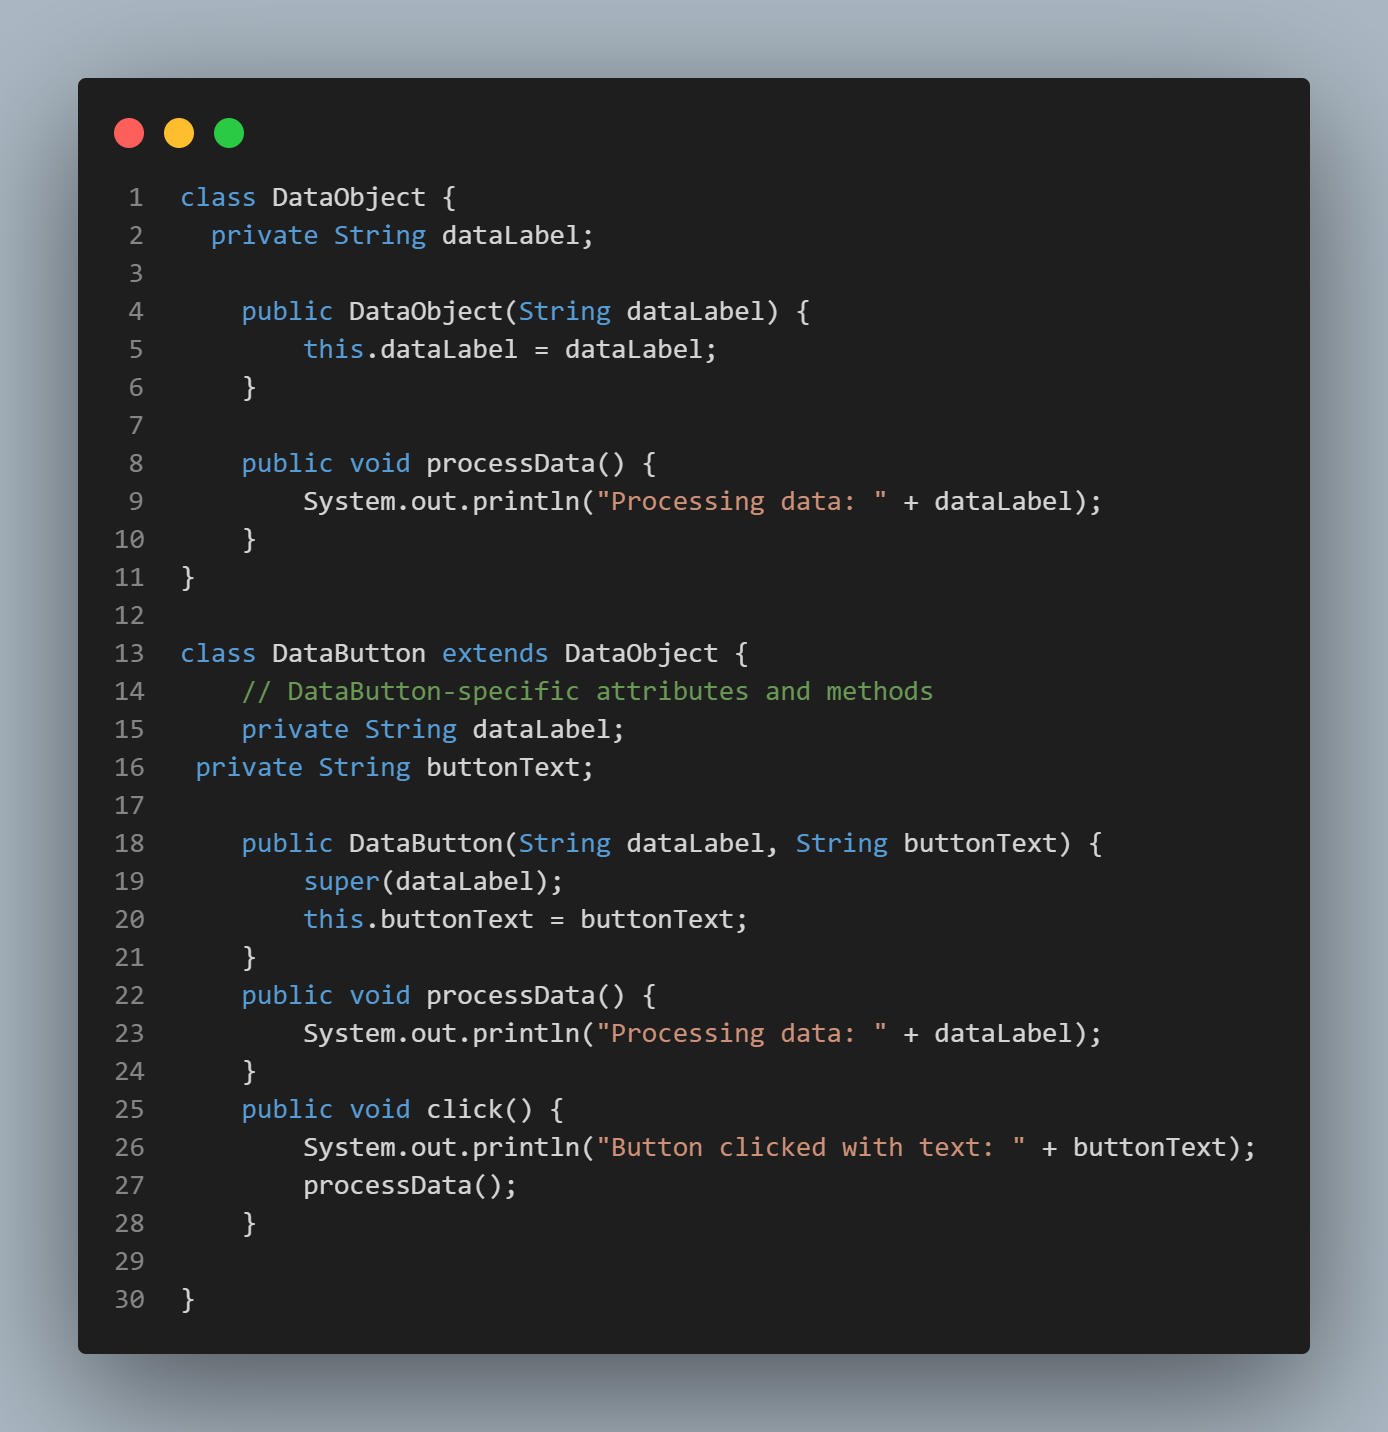 1 class DataObject {
2   private String dataLabel;
3
4     public DataObject(String dataLabel) {
5         this.dataLabel = dataLabel;
6     }
7
8     public void processData() {
9         System.out.println("Processing data: " + dataLabel);
10     }
11 }
12
13 class DataButton extends DataObject {
14     // DataButton-specific attributes and methods
15     private String dataLabel;
16  private String buttonText;
17
18     public DataButton(String dataLabel, String buttonText) {
19         super(dataLabel);
20         this.buttonText = buttonText;
21     }
22     public void processData() {
23         System.out.println("Processing data: " + dataLabel);
24     }
25     public void click() {
26         System.out.println("Button clicked with text: " + buttonText);
27         processData();
28     }
29
30 }